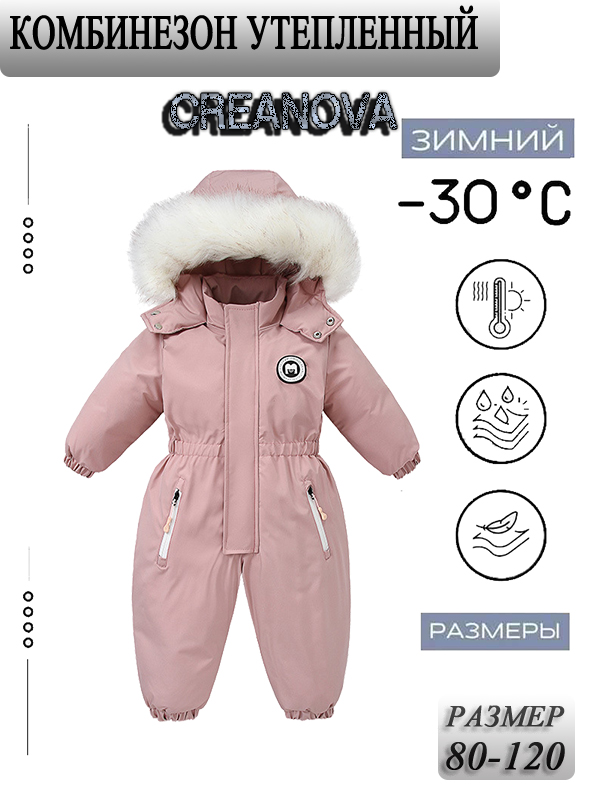 КОМБИНЕЗОН УТЕПЛЕННЫЙ
CREANOVA
ЗИМНИЙ
-30°C
РАЗМЕРЫ
РАЗМЕР
80-120